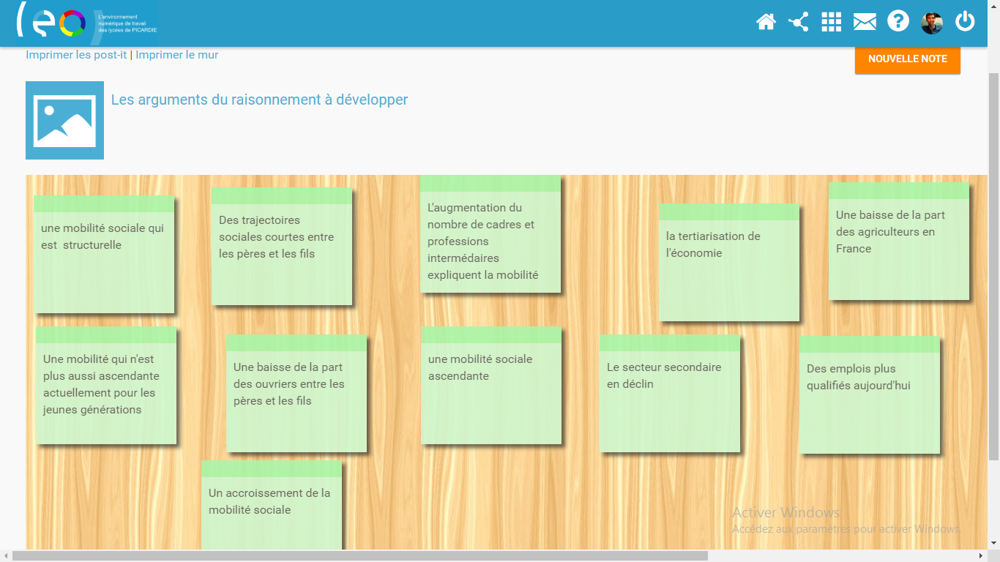 leo
L'environnement
numérique de travail
des lycées de PICARDIE
Imprimer les post-it | Imprimer le mur
NOUVELLE NOTE
Les arguments du raisonnement à développer
une mobilité sociale qui
est structurelle
Des trajectoires
sociales courtes entre
les pères et les fils
L'augmentation du
nombre de cadres et
professions
intermédaires
expliquent la mobilité
la tertiarisation de
l'économie
Une baisse de la part
des agriculteurs en
France
Une mobilité qui n'est
plus aussi ascendante
actuellement pour les
jeunes générations
Une baisse de la part
des ouvriers entre les
pères et les fils
une mobilité sociale
ascendante
Le secteur secondaire
en déclin
Des emplois plus
qualifiés aujourd'hui
Un accroissement de la
mobilité sociale
Activer Windows
Accédez aux paramètres pour activer Windows.